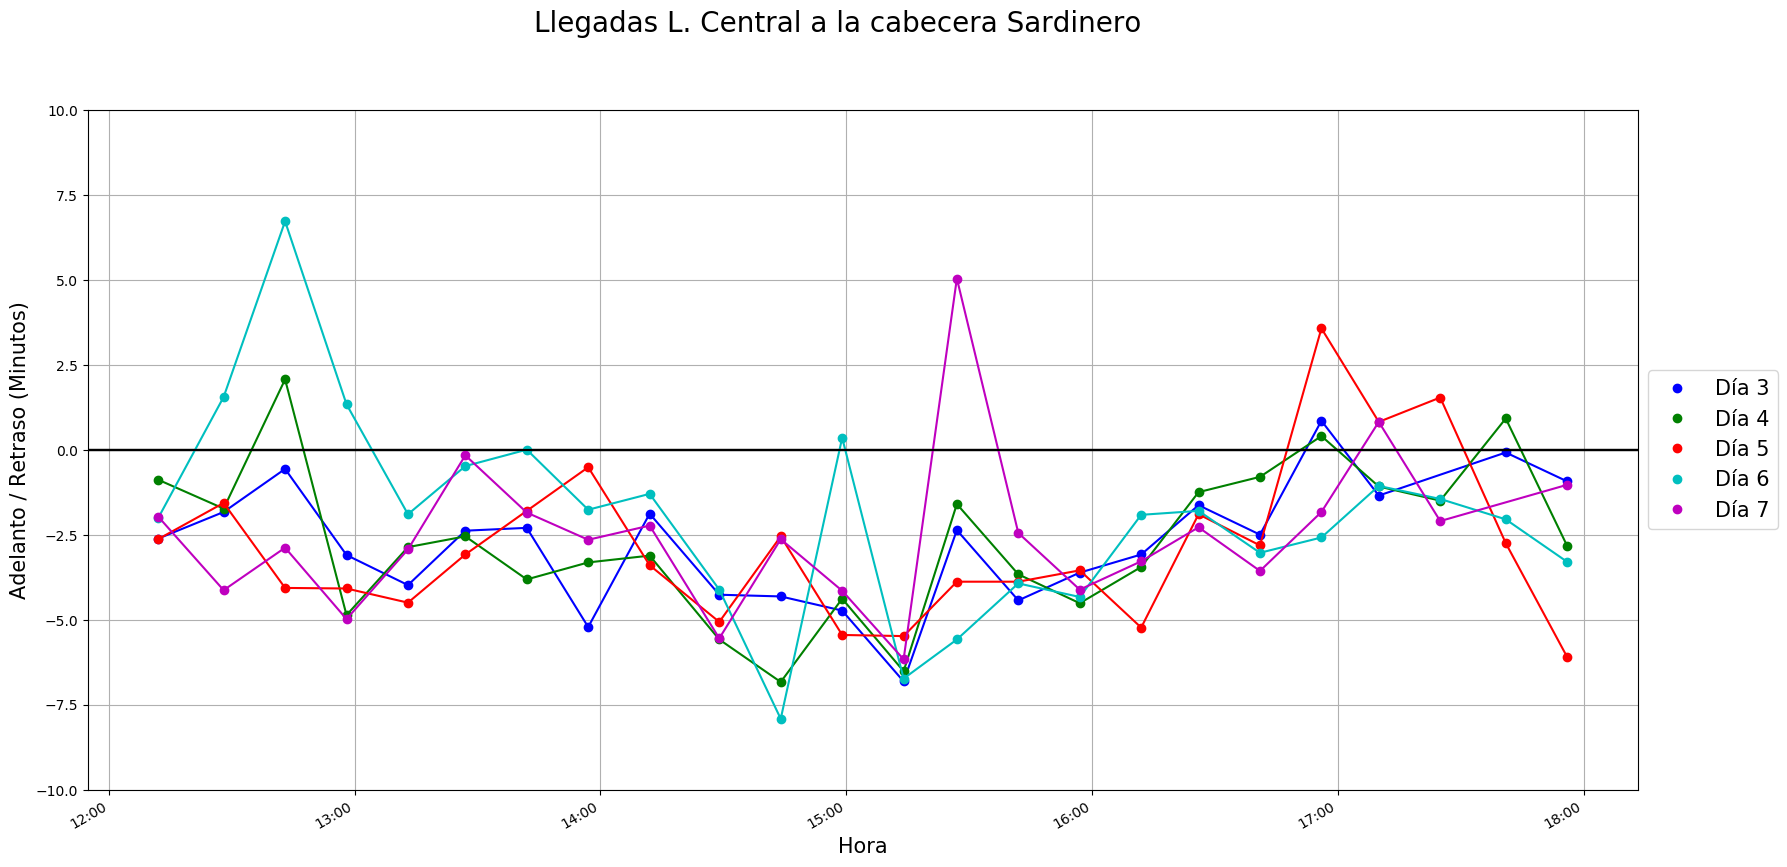 Llegadas L. Central a la cabecera Sardinero
Adelanto / Retraso (Minutos)
10.0
7.5
5.0
2.5
0.0
−2.5
−5.0
−7.5
−10.0
12:00
13:00
14:00
15:00
16:00
17:00
18:00
Hora
Día 3
Día 4
Día 5
Día 6
Día 7